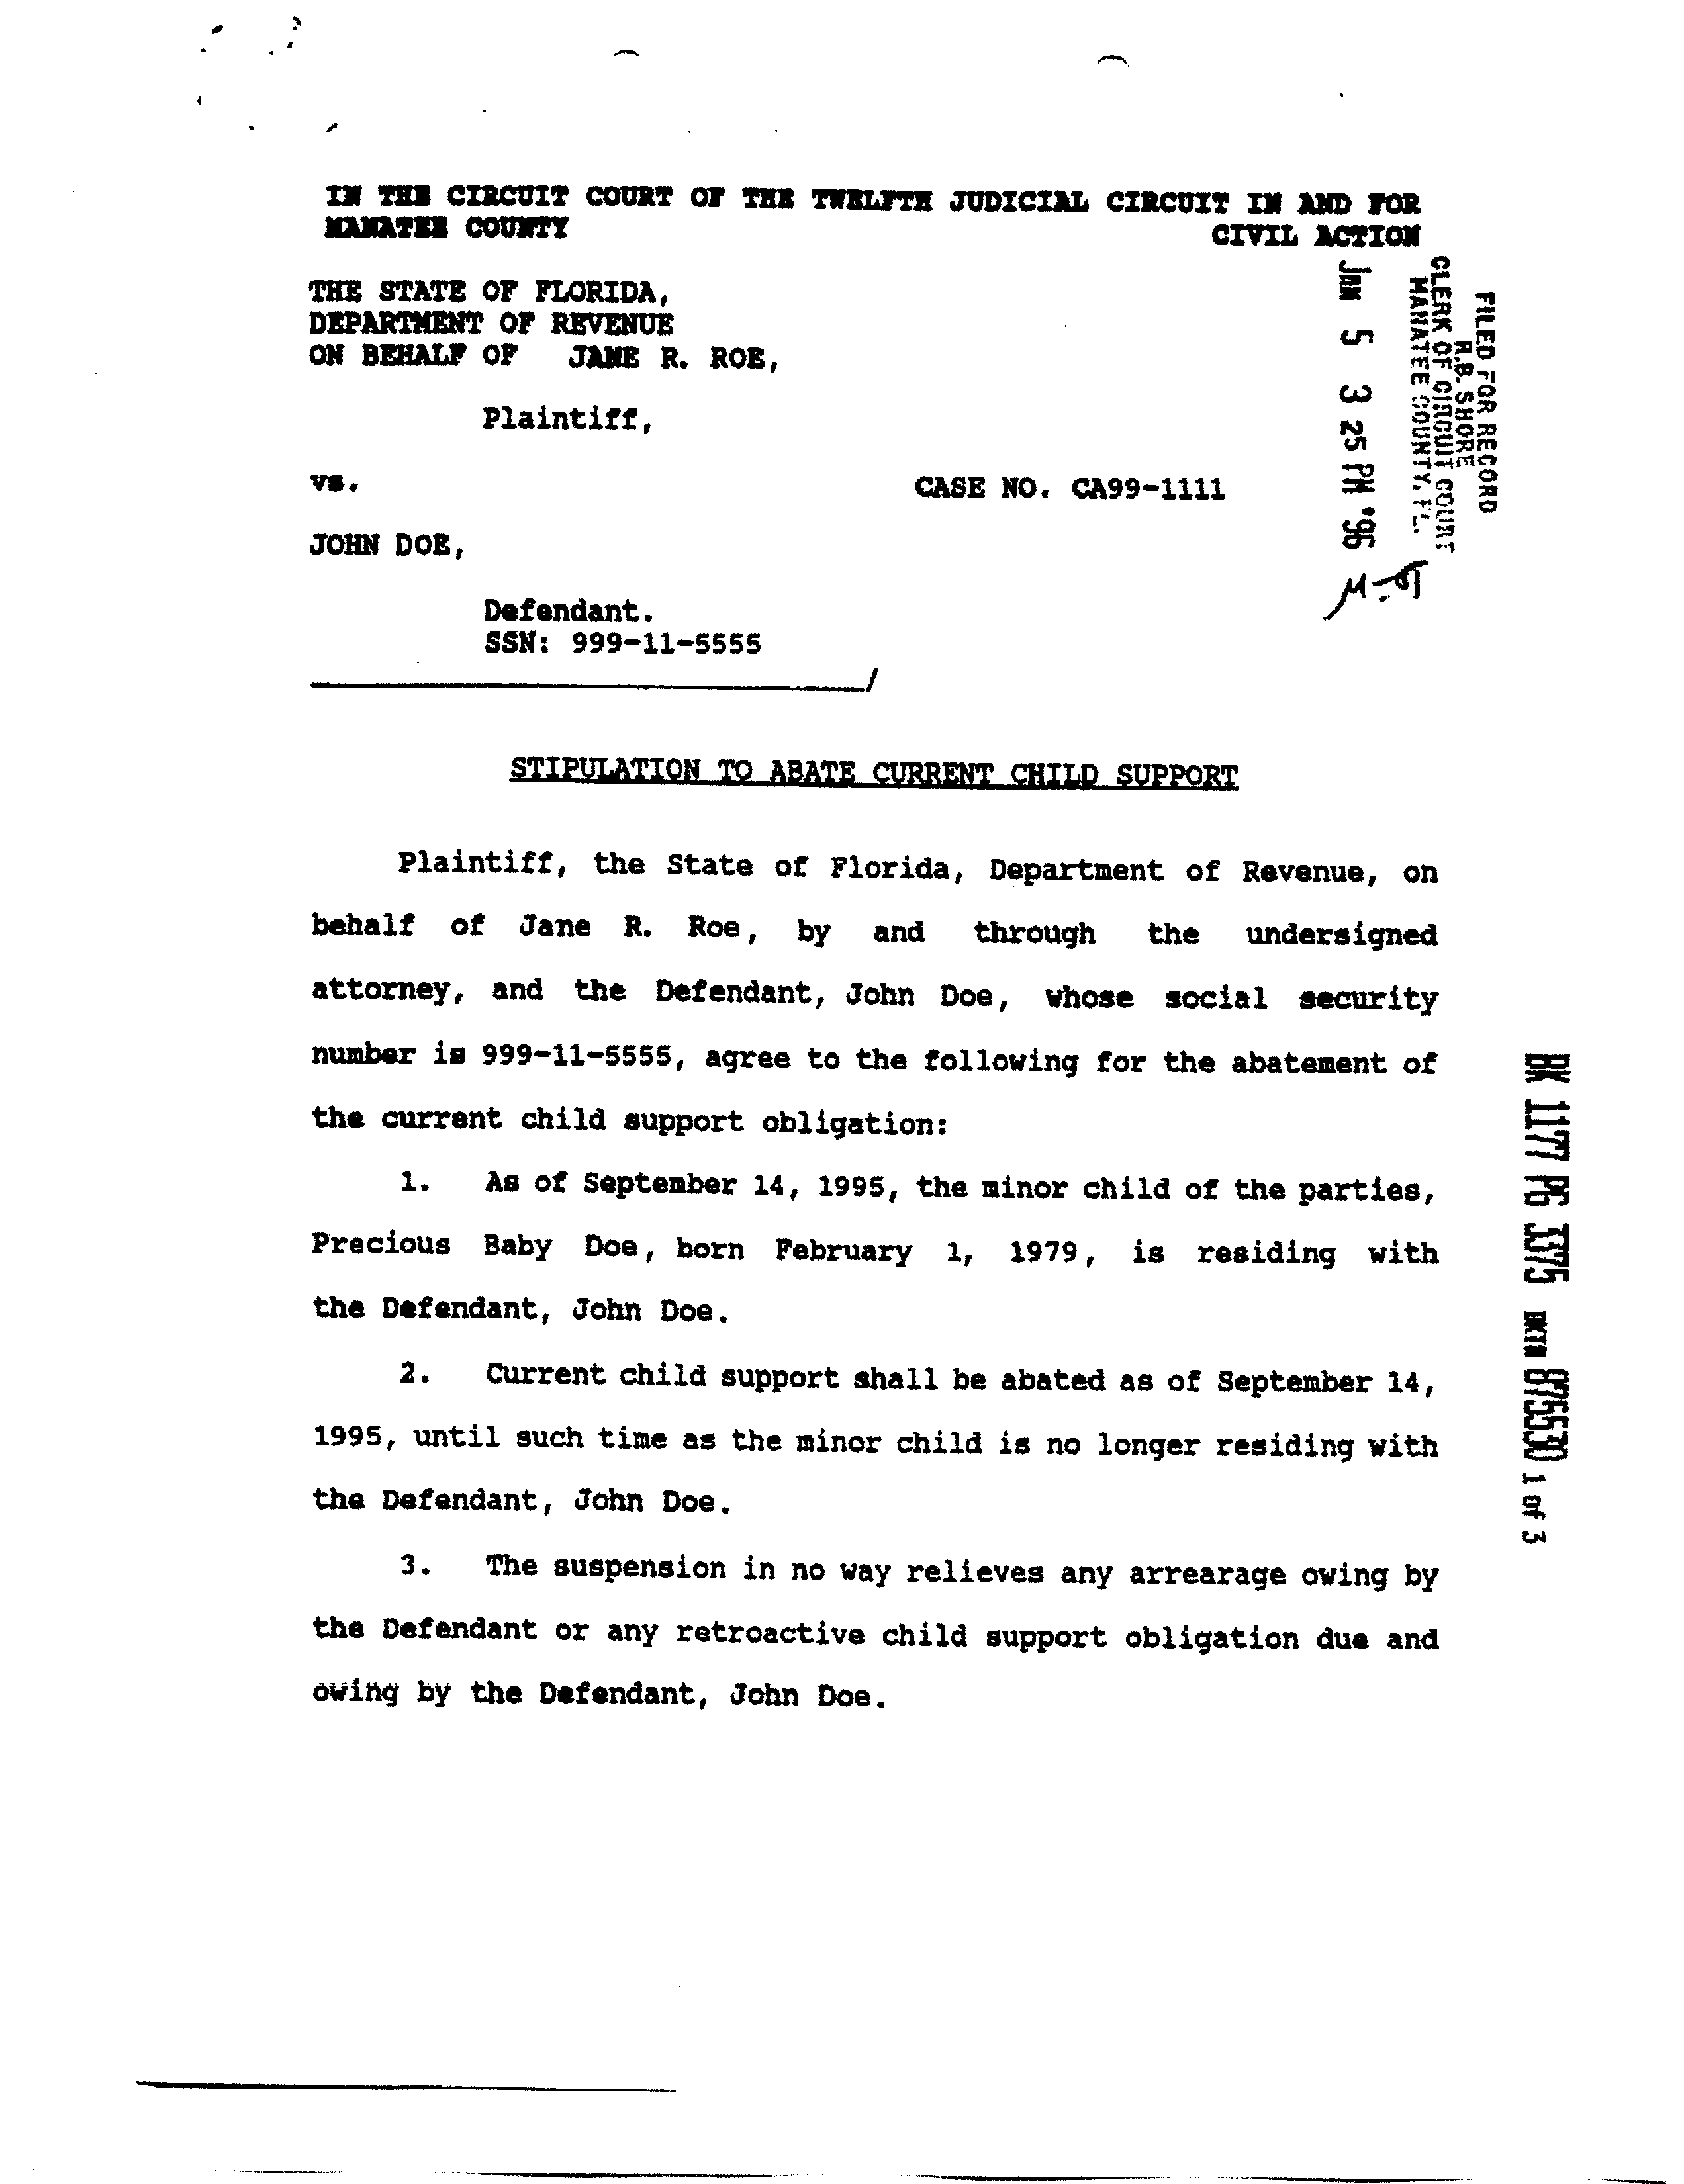 IN THE CIRCUIT COURT OF THE TWELFTH JUDICIAL CIRCUIT IN AND FOR
MANATEE COUNTY CIVIL ACTION
THE STATE OF FLORIDA,
DEPARTMENT OF REVENUE
ON BEHALF OF JANE R. ROE,
Plaintiff,
vs. CASE NO. CA99-1111
JOHN DOE,
Defendant.
SSN: 999-11-5555
/
FILED FOR RECORD
R.B. SHORE
CLERK OF CIRCUIT COURT
MANATEE COUNTY, FL.
JAN 5 3 25 PM '96
STIPULATION TO ABATE CURRENT CHILD SUPPORT
Plaintiff, the State of Florida, Department of Revenue, on
behalf of Jane R. Roe, by and through the undersigned
attorney, and the Defendant, John Doe, whose social security
number is 999-11-5555, agree to the following for the abatement of
the current child support obligation:
1. As of September 14, 1995, the minor child of the parties,
Precious Baby Doe, born February 1, 1979, is residing with
the Defendant, John Doe.
2. Current child support shall be abated as of September 14,
1995, until such time as the minor child is no longer residing with
the Defendant, John Doe.
3. The suspension in no way relieves any arrearage owing by
the Defendant or any retroactive child support obligation due and
owing by the Defendant, John Doe.
BK 1177 PG 3375 DKT# 0755530 1 of 3